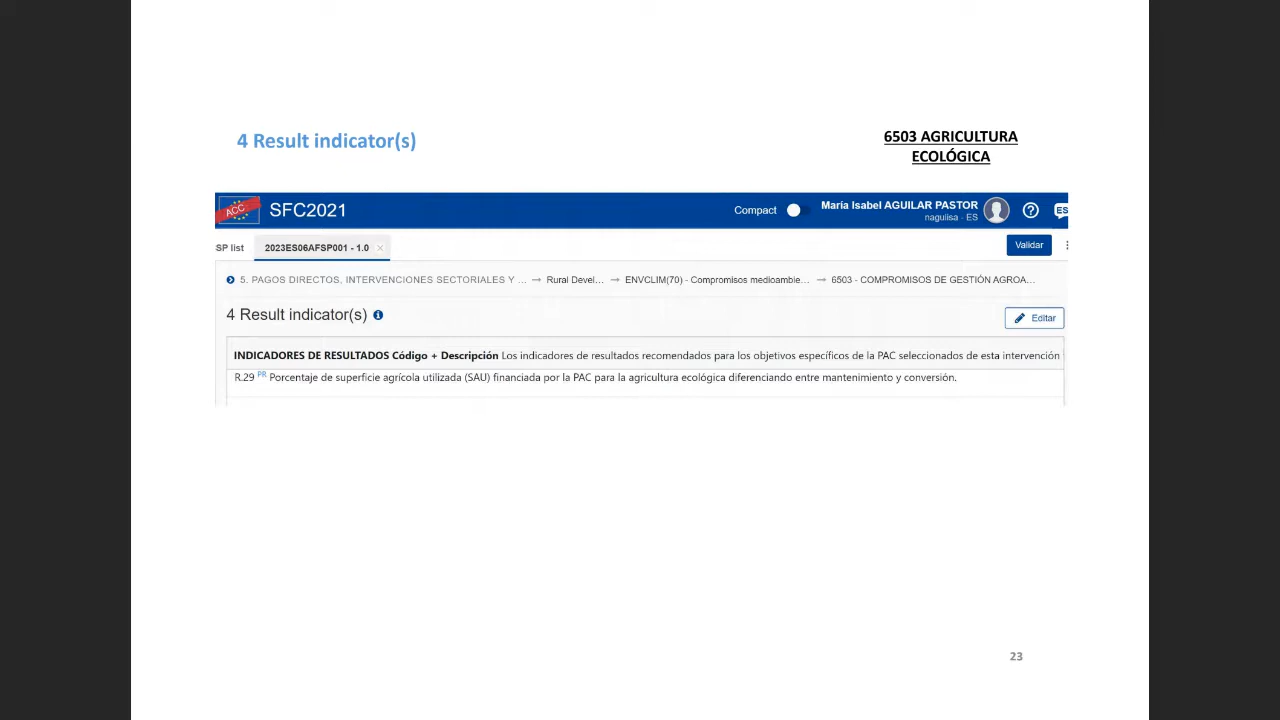 4 Result indicator(s)
6503 AGRICULTURA
ECOLÓGICA
ACC
SFC2021
Compact
María Isabel AGUILAR PASTOR
naguiisa - ES
ES
SP list
2023ES06AFSP001 - 1.0
Validar
5. PAGOS DIRECTOS, INTERVENCIONES SECTORIALES Y ... → Rural Devel... → ENVCLIM(70) - Compromisos medioambie... → 6503 - COMPROMISOS DE GESTIÓN AGROA...
4 Result indicator(s)
Editar
INDICADORES DE RESULTADOS Código + Descripción Los indicadores de resultados recomendados para los objetivos específicos de la PAC seleccionados de esta intervención
R.29 PR Porcentaje de superficie agrícola utilizada (SAU) financiada por la PAC para la agricultura ecológica diferenciando entre mantenimiento y conversión.
23